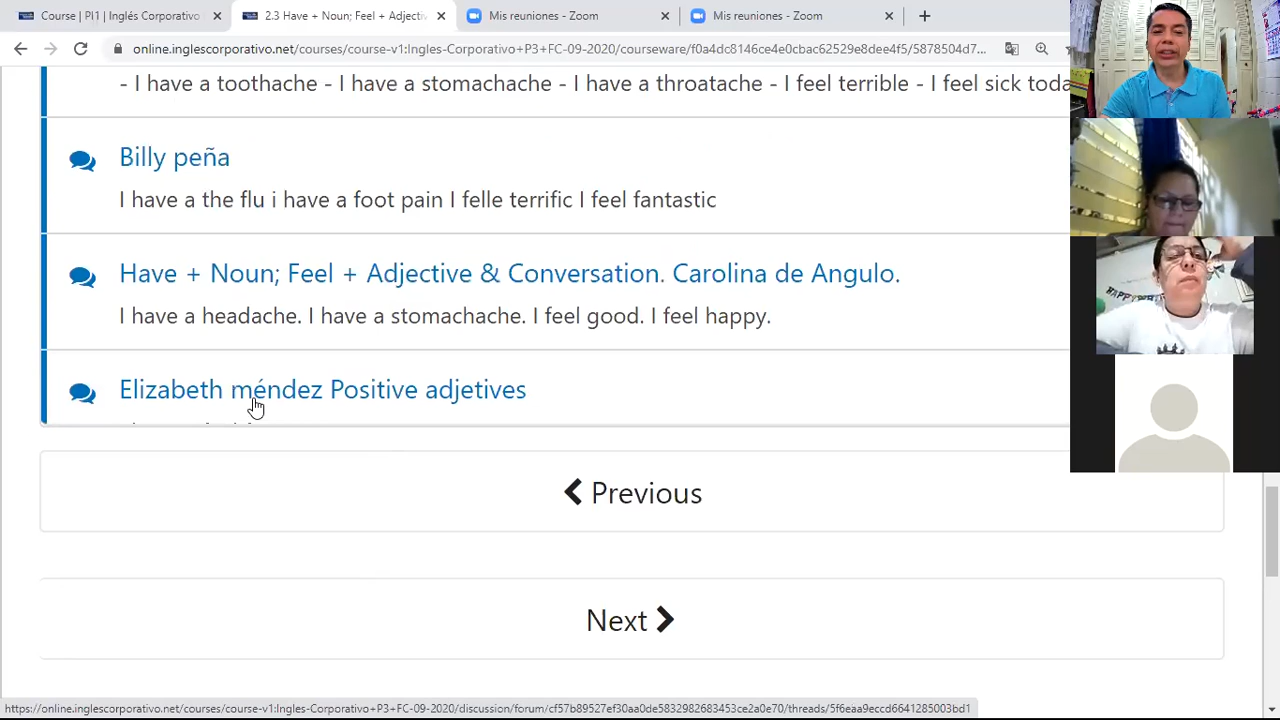 Course | PI1 | Inglés Corporativo
2.3 Have + Noun; Feel + Adjecti
Mis reuniones - Zoom
Mis reuniones - Zoom
online.inglescorporativo.net/courses/course-v1:Ingles-Corporativo+P3+FC-09-2020/courseware/f0a4dc8146ce4e0cbac62529e8dee4f5/5878504d7...
- I have a toothache - I have a stomachache - I have a throatache - I feel terrible - I feel sick toda
Billy peña
I have a the flu i have a foot pain I felle terrific I feel fantastic
Have + Noun; Feel + Adjective & Conversation. Carolina de Angulo.
I have a headache. I have a stomachache. I feel good. I feel happy.
Elizabeth méndez Positive adjetives
Previous
Next
https://online.inglescorporativo.net/courses/course-v1:Ingles-Corporativo+P3+FC-09-2020/discussion/forum/cf57b89527ef30aa0de5832982683453ce2a0e70/threads/5f6eaa9eccd6641285003bd1